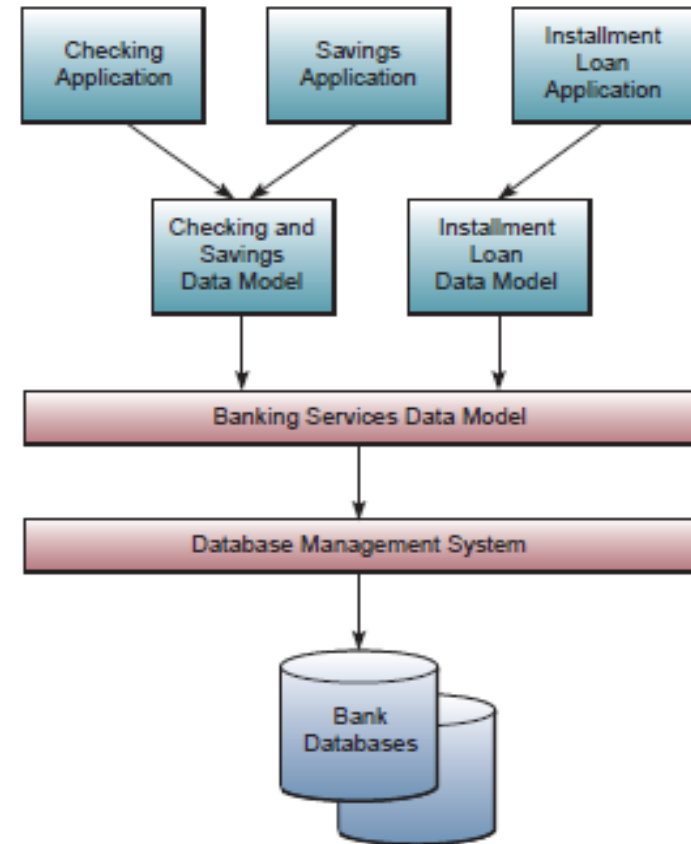 Checking
Application
Savings
Application
Installment
Loan
Application
Checking and
Savings
Data Model
Installment
Loan
Data Model
Banking Services Data Model
Database Management System
Bank
Databases